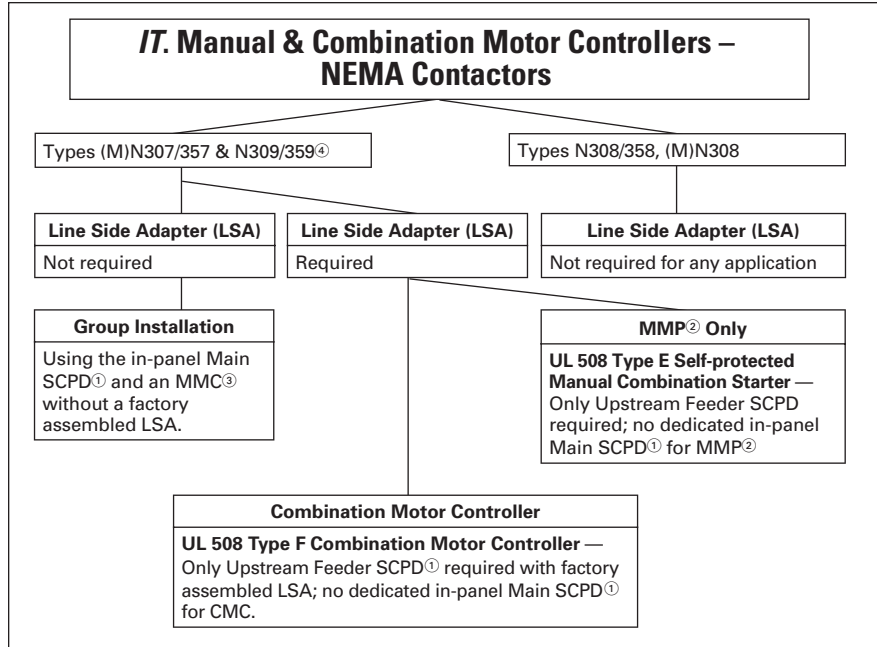 IT. Manual & Combination Motor Controllers –
NEMA Contactors
Types (M)N307/357 & N309/359④
Types N308/358, (M)N308
Line Side Adapter (LSA)
Not required
Line Side Adapter (LSA)
Required
Line Side Adapter (LSA)
Not required for any application
Group Installation
Using the in-panel Main
SCPD① and an MMC③
without a factory
assembled LSA.
MMP② Only
UL 508 Type E Self-protected
Manual Combination Starter —
Only Upstream Feeder SCPD
required; no dedicated in-panel
Main SCPD① for MMP②
Combination Motor Controller
UL 508 Type F Combination Motor Controller —
Only Upstream Feeder SCPD① required with factory
assembled LSA; no dedicated in-panel Main SCPD①
for CMC.